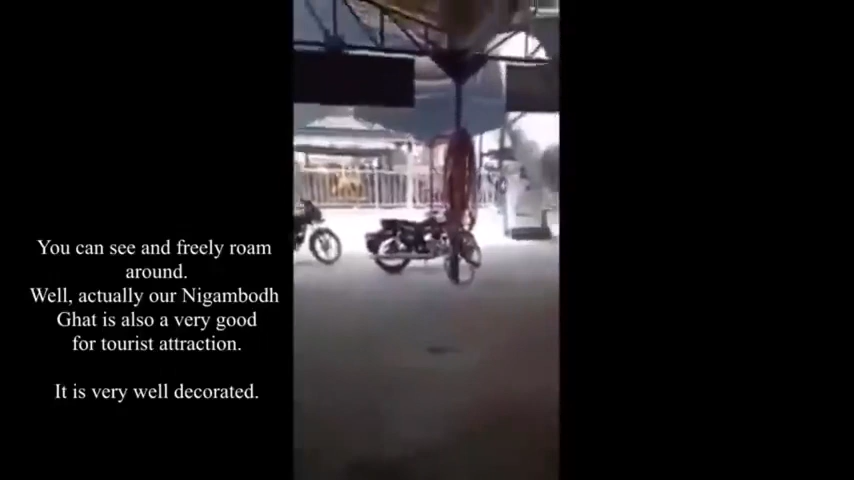 You can see and freely roam
around.
Well, actually our Nigambodh
Ghat is also a very good
for tourist attraction.
It is very well decorated.